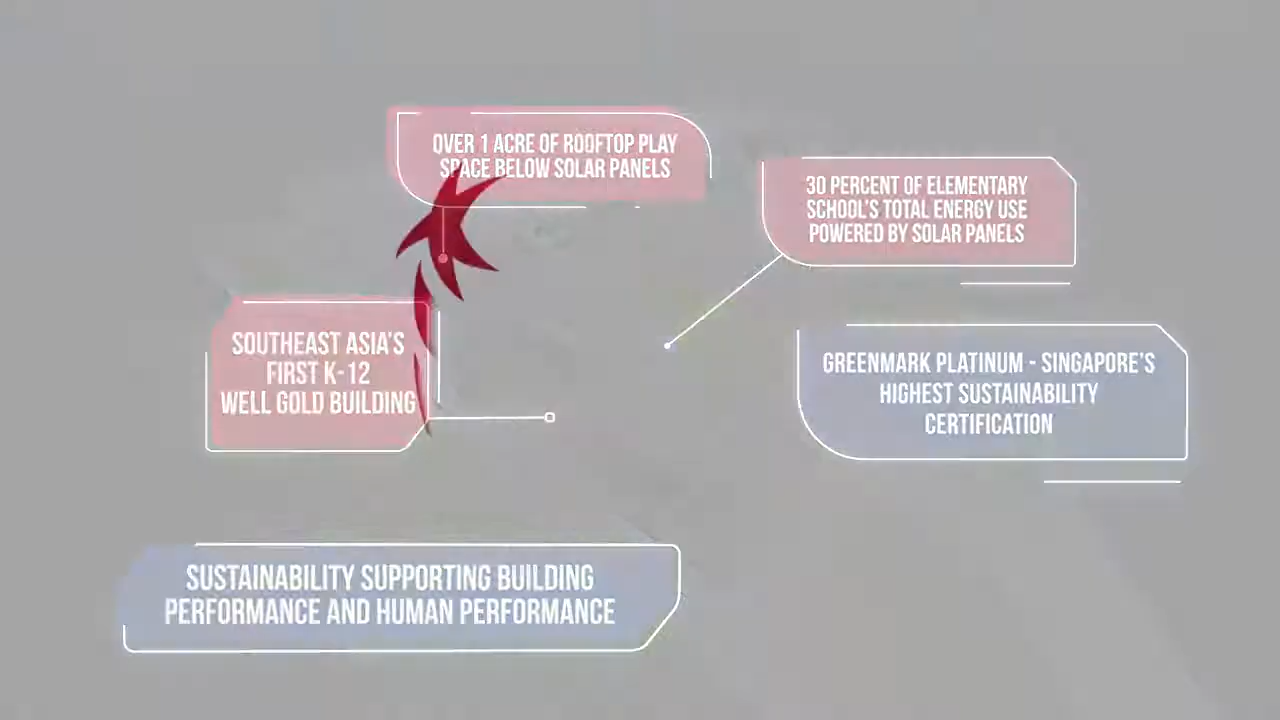 OVER 1 ACRE OF ROOFTOP PLAY
SPACE BELOW SOLAR PANELS
30 PERCENT OF ELEMENTARY
SCHOOL'S TOTAL ENERGY USE
POWERED BY SOLAR PANELS
SOUTHEAST ASIA'S
FIRST K-12
WELL GOLD BUILDING
GREENMARK PLATINUM - SINGAPORE'S
HIGHEST SUSTAINABILITY
CERTIFICATION
SUSTAINABILITY SUPPORTING BUILDING
PERFORMANCE AND HUMAN PERFORMANCE